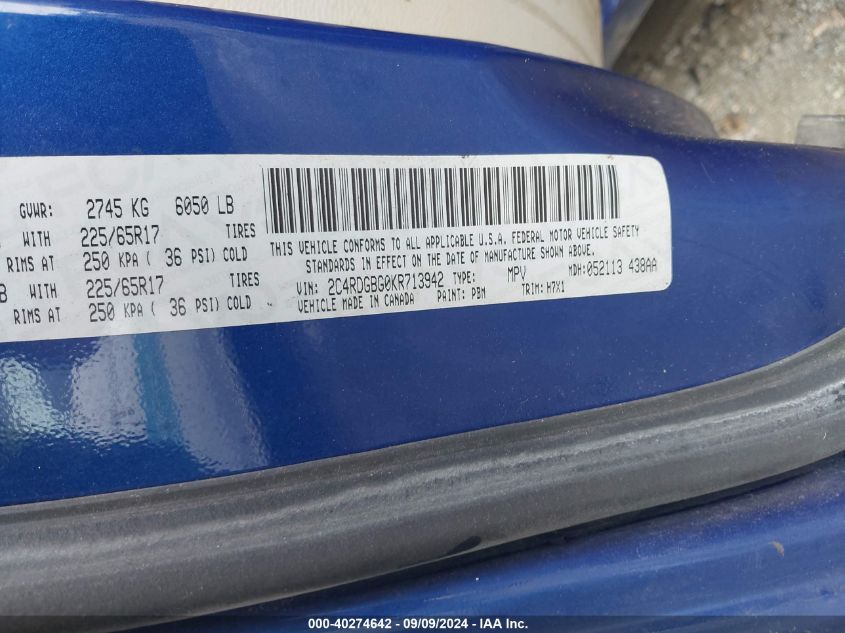 GVWR: 2745 KG 6050 LB
WITH 225/65R17 TIRES
RIMS AT 250 KPA ( 36 PSI) COLD
B WITH 225/65R17 TIRES
RIMS AT 250 KPA ( 36 PSI) COLD
THIS VEHICLE CONFORMS TO ALL APPLICABLE U.S.A. FEDERAL MOTOR VEHICLE SAFETY
STANDARDS IN EFFECT ON THE DATE OF MANUFACTURE SHOWN ABOVE.
VIN: 2C4RDGBG0KR713942 TYPE: MPV MDH: 052113 438AA
VEHICLE MADE IN CANADA PAINT: PBM TRIM: H7X1
000-40274642 - 09/09/2024 - IAA Inc.